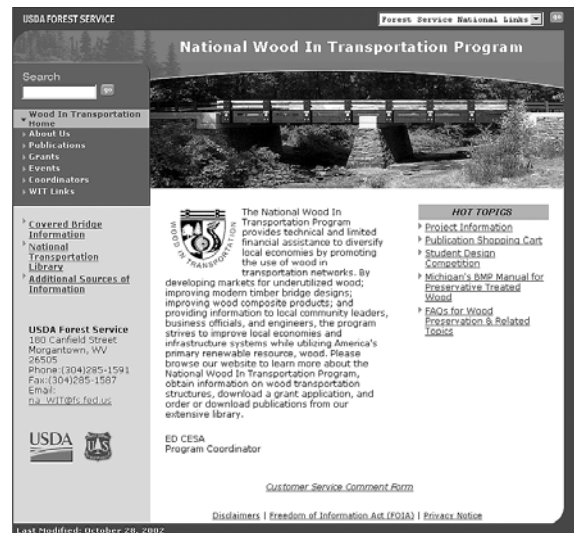 USDA FOREST SERVICE
Forest Service National Links
go
National Wood In Transportation Program
Search
go
Wood In Transportation
Home
About Us
Publications
Grants
Events
Coordinators
WIT Links
Covered Bridge
Information
National
Transportation
Library
Additional Sources of
Information
USDA Forest Service
180 Canfield Street
Morgantown, WV
26505
Phone:(304)285-1591
Fax:(304)285-1587
Email:
na_WIT@fs.fed.us
USDA
UAS
WOOD IN TRANSPORTATION
The National Wood In
Transportation Program
provides technical and limited
financial assistance to diversify
local economies by promoting
the use of wood in
transportation networks. By
developing markets for underutilized wood;
improving modern timber bridge designs;
improving wood composite products; and
providing information to local community leaders,
business officials, and engineers, the program
strives to improve local economies and
infrastructure systems while utilizing America's
primary renewable resource, wood. Please
browse our website to learn more about the
National Wood In Transportation Program,
obtain information on wood transportation
structures, download a grant application, and
order or download publications from our
extensive library.
ED CESA
Program Coordinator
HOT TOPICS
Project Information
Publication Shopping Cart
Student Design
Competition
Michigan's BMP Manual for
Preservative Treated
Wood
FAQs for Wood
Preservation & Related
Topics
Customer Service Comment Form
Disclaimers | Freedom of Information Act (FOIA) | Privacy Notice
Last Modified: October 28, 2002